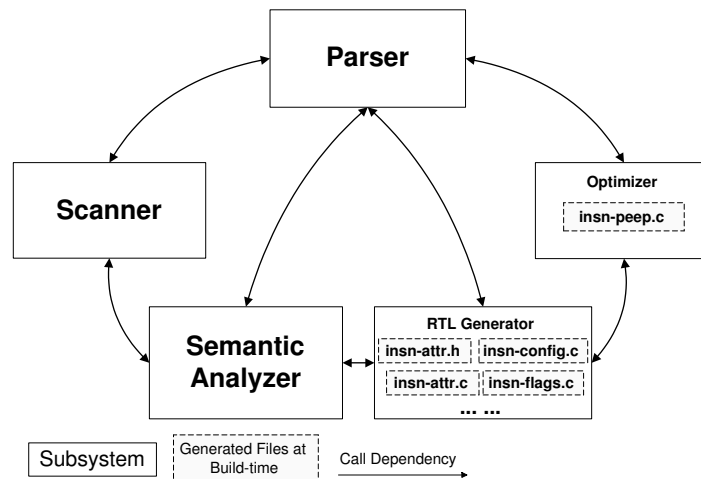 Parser
Scanner
Optimizer
insn-peep.c
Semantic
Analyzer
RTL Generator
insn-attr.h
insn-config.c
insn-attr.c
insn-flags.c
... ...
Subsystem
Generated Files at
Build-time
Call Dependency